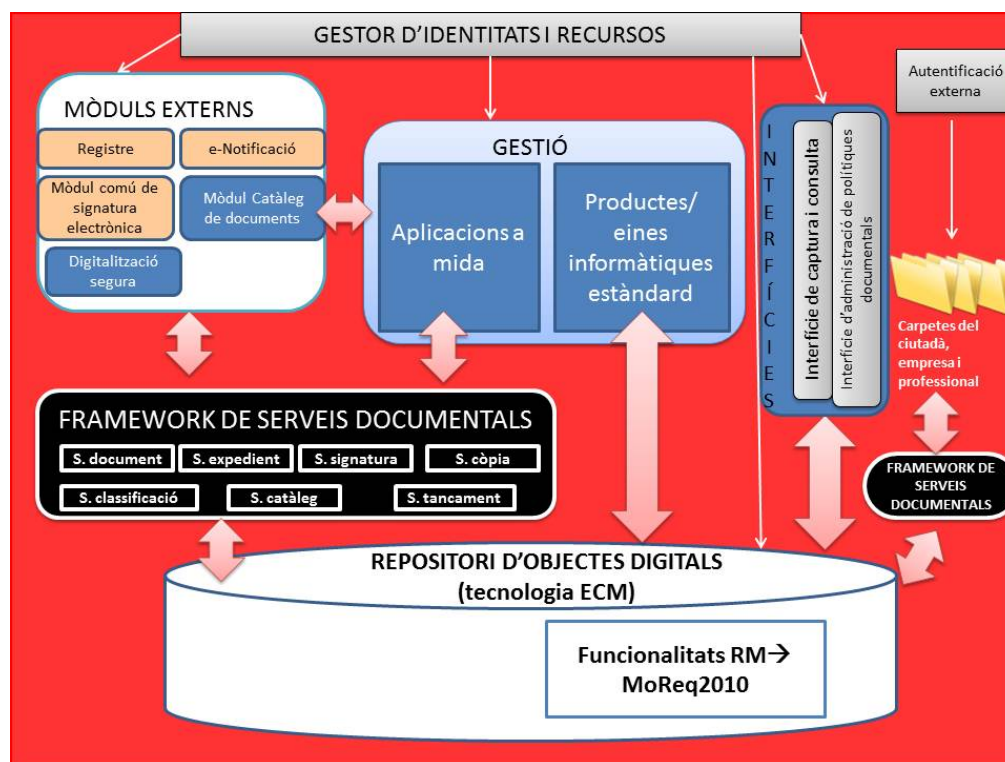 GESTOR D'IDENTITATS I RECURSOS
Autentificació
externa
MÒDULS EXTERNS
Registre
e-Notificació
Mòdul comú de
signatura
electrònica
Mòdul Catàleg
de documents
Digitalització
segura
GESTIÓ
Aplicacions a
mida
Productes/
eines
informàtiques
estàndard
INTERFÍCIES
Interfície de captura i consulta
Interfície d'administració de polítiques
documentals
Carpetes del
ciutadà,
empresa i
professional
FRAMEWORK DE SERVEIS DOCUMENTALS
S. document
S. expedient
S. signatura
S. còpia
S. classificació
S. catàleg
S. tancament
FRAMEWORK DE
SERVEIS
DOCUMENTALS
REPOSITORI D'OBJECTES DIGITALS
(tecnologia ECM)
Funcionalitats RM→
MoReq2010